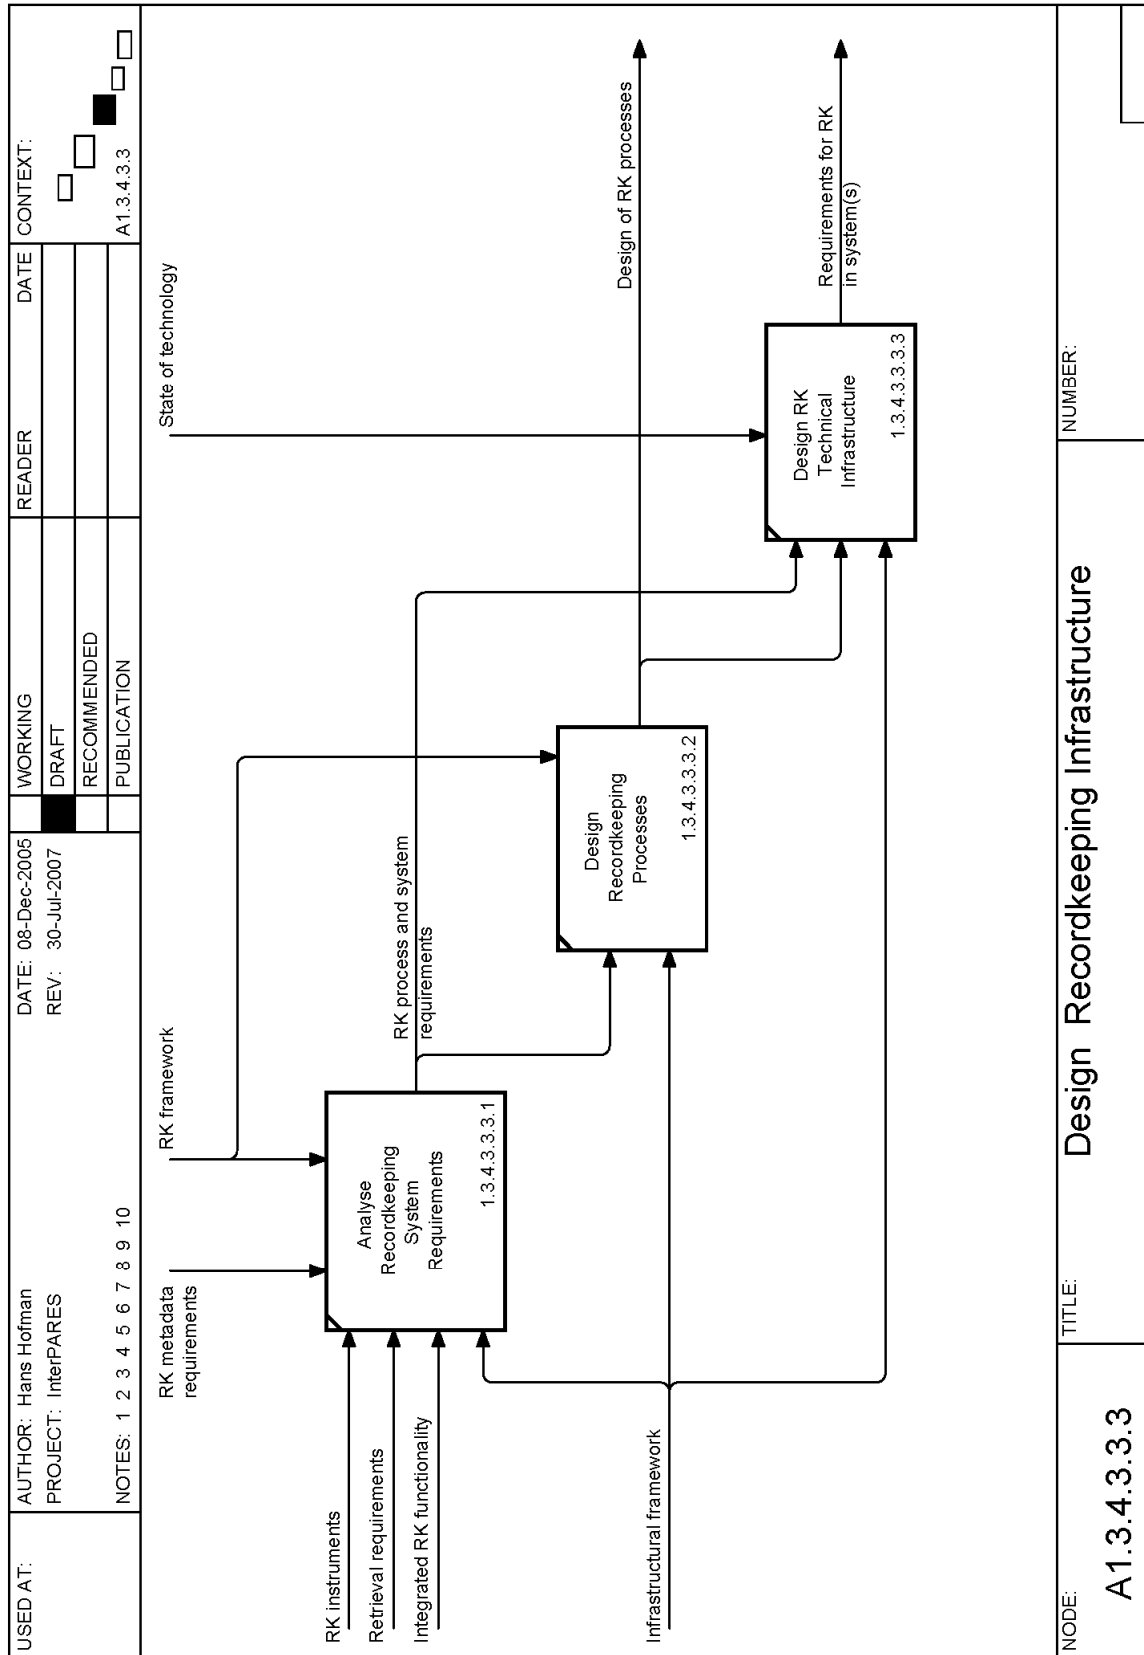 USED AT:
AUTHOR: Hans Hofman
PROJECT: InterPARES
NOTES: 1 2 3 4 5 6 7 8 9 10
DATE: 08-Dec-2005
REV: 30-Jul-2007
WORKING
DRAFT
RECOMMENDED
PUBLICATION
READER
DATE
CONTEXT:
A1.3.4.3.3
RK metadata
requirements
RK framework
State of technology
RK instruments
Retrieval requirements
Integrated RK functionality
Infrastructural framework
Analyse
Recordkeeping
System
Requirements
1.3.4.3.3.3.1
RK process and system
requirements
Design
Recordkeeping
Processes
1.3.4.3.3.3.2
Design RK
Technical
Infrastructure
1.3.4.3.3.3.3
Design of RK processes
Requirements for RK
in system(s)
NODE:
A1.3.4.3.3.3
TITLE:
Design Recordkeeping Infrastructure
NUMBER: